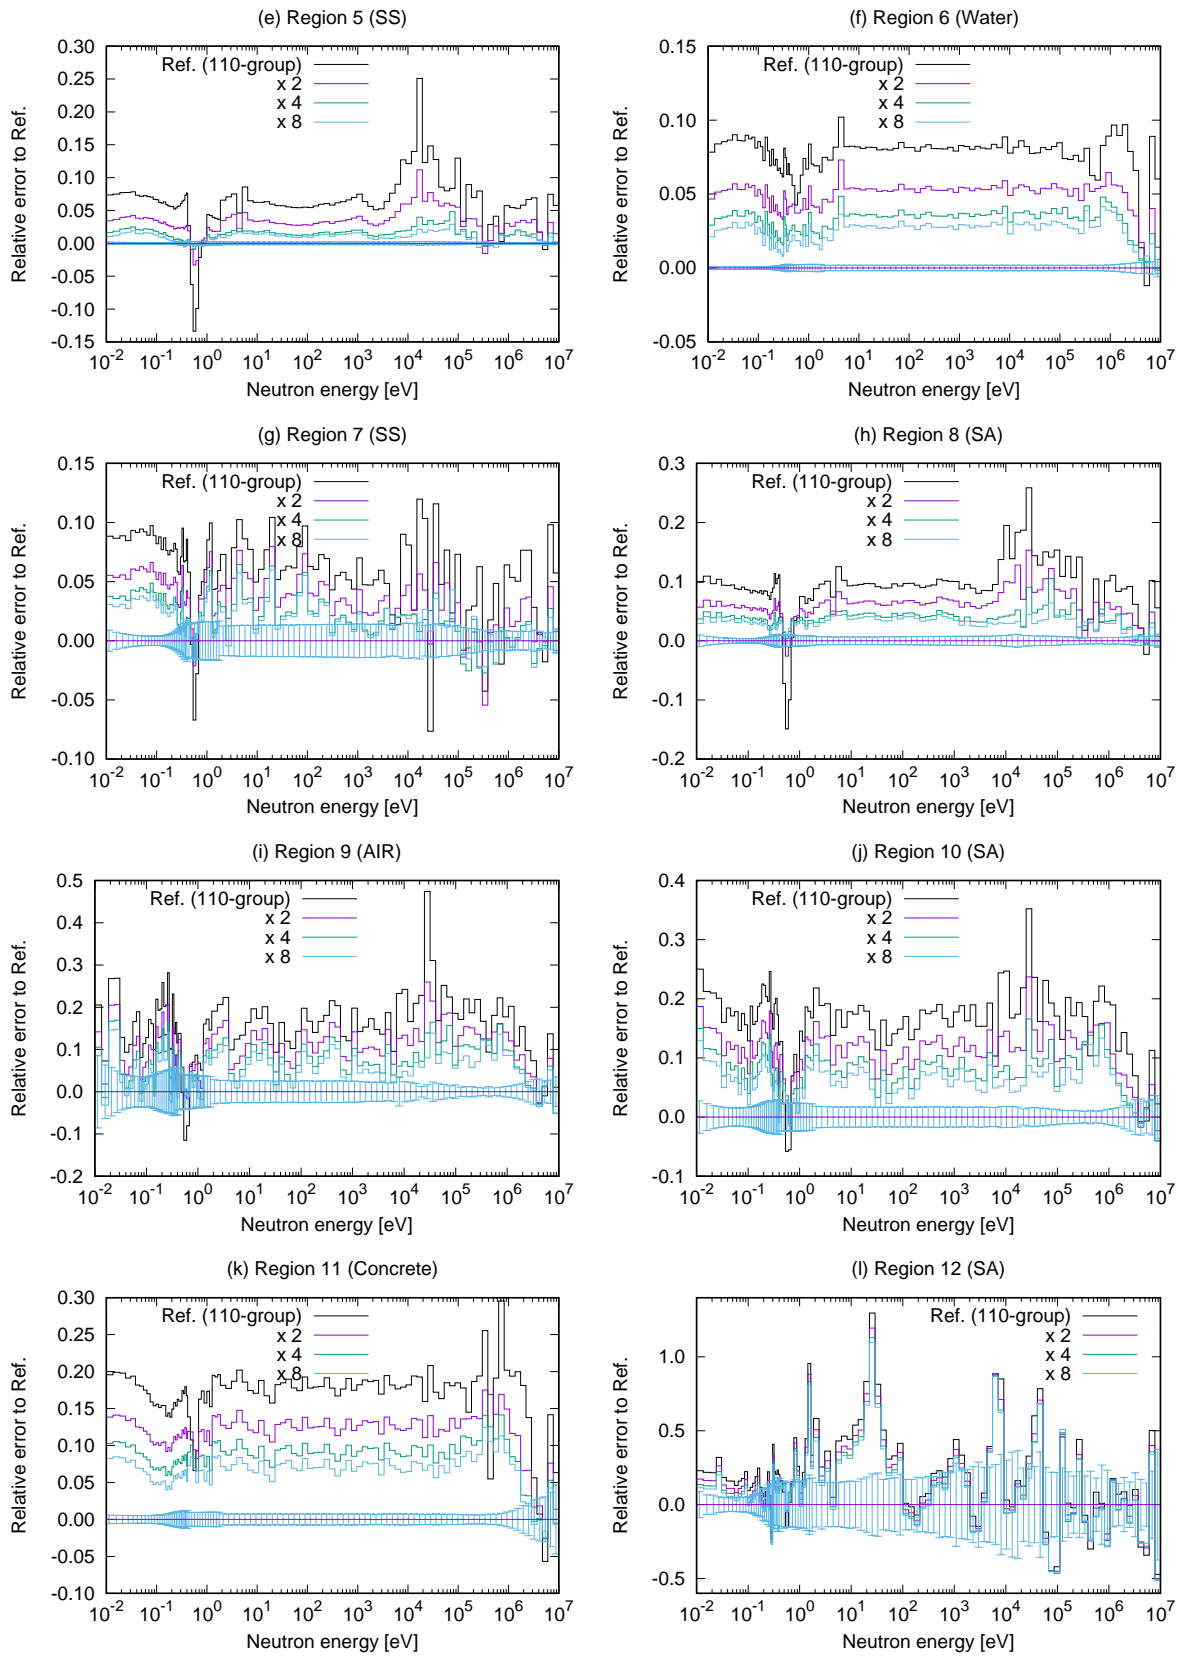 (e) Region 5 (SS)
Relative error to Ref.
0.30
0.25
0.20
0.15
0.10
0.05
0.00
-0.05
-0.10
-0.15
Ref. (110-group)
x 2
x 4
x 8
10-2 10-1 100 101 102 103 104 105 106 107
Neutron energy [eV]
(f) Region 6 (Water)
Relative error to Ref.
0.15
0.10
0.05
0.00
-0.05
Ref. (110-group)
x 2
x 4
x 8
10-2 10-1 100 101 102 103 104 105 106 107
Neutron energy [eV]
(g) Region 7 (SS)
Relative error to Ref.
0.15
0.10
0.05
0.00
-0.05
-0.10
Ref. (110-group)
x 2
x 4
x 8
10-2 10-1 100 101 102 103 104 105 106 107
Neutron energy [eV]
(h) Region 8 (SA)
Relative error to Ref.
0.3
0.2
0.1
0.0
-0.1
-0.2
Ref. (110-group)
x 2
x 4
x 8
10-2 10-1 100 101 102 103 104 105 106 107
Neutron energy [eV]
(i) Region 9 (AIR)
Relative error to Ref.
0.5
0.4
0.3
0.2
0.1
0.0
-0.1
-0.2
Ref. (110-group)
x 2
x 4
x 8
10-2 10-1 100 101 102 103 104 105 106 107
Neutron energy [eV]
(j) Region 10 (SA)
Relative error to Ref.
0.4
0.3
0.2
0.1
0.0
-0.1
Ref. (110-group)
x 2
x 4
x 8
10-2 10-1 100 101 102 103 104 105 106 107
Neutron energy [eV]
(k) Region 11 (Concrete)
Relative error to Ref.
0.30
0.25
0.20
0.15
0.10
0.05
0.00
-0.05
-0.10
Ref. (110-group)
x 2
x 4
x 8
10-2 10-1 100 101 102 103 104 105 106 107
Neutron energy [eV]
(l) Region 12 (SA)
Relative error to Ref.
1.0
0.5
0.0
-0.5
Ref. (110-group)
x 2
x 4
x 8
10-2 10-1 100 101 102 103 104 105 106 107
Neutron energy [eV]